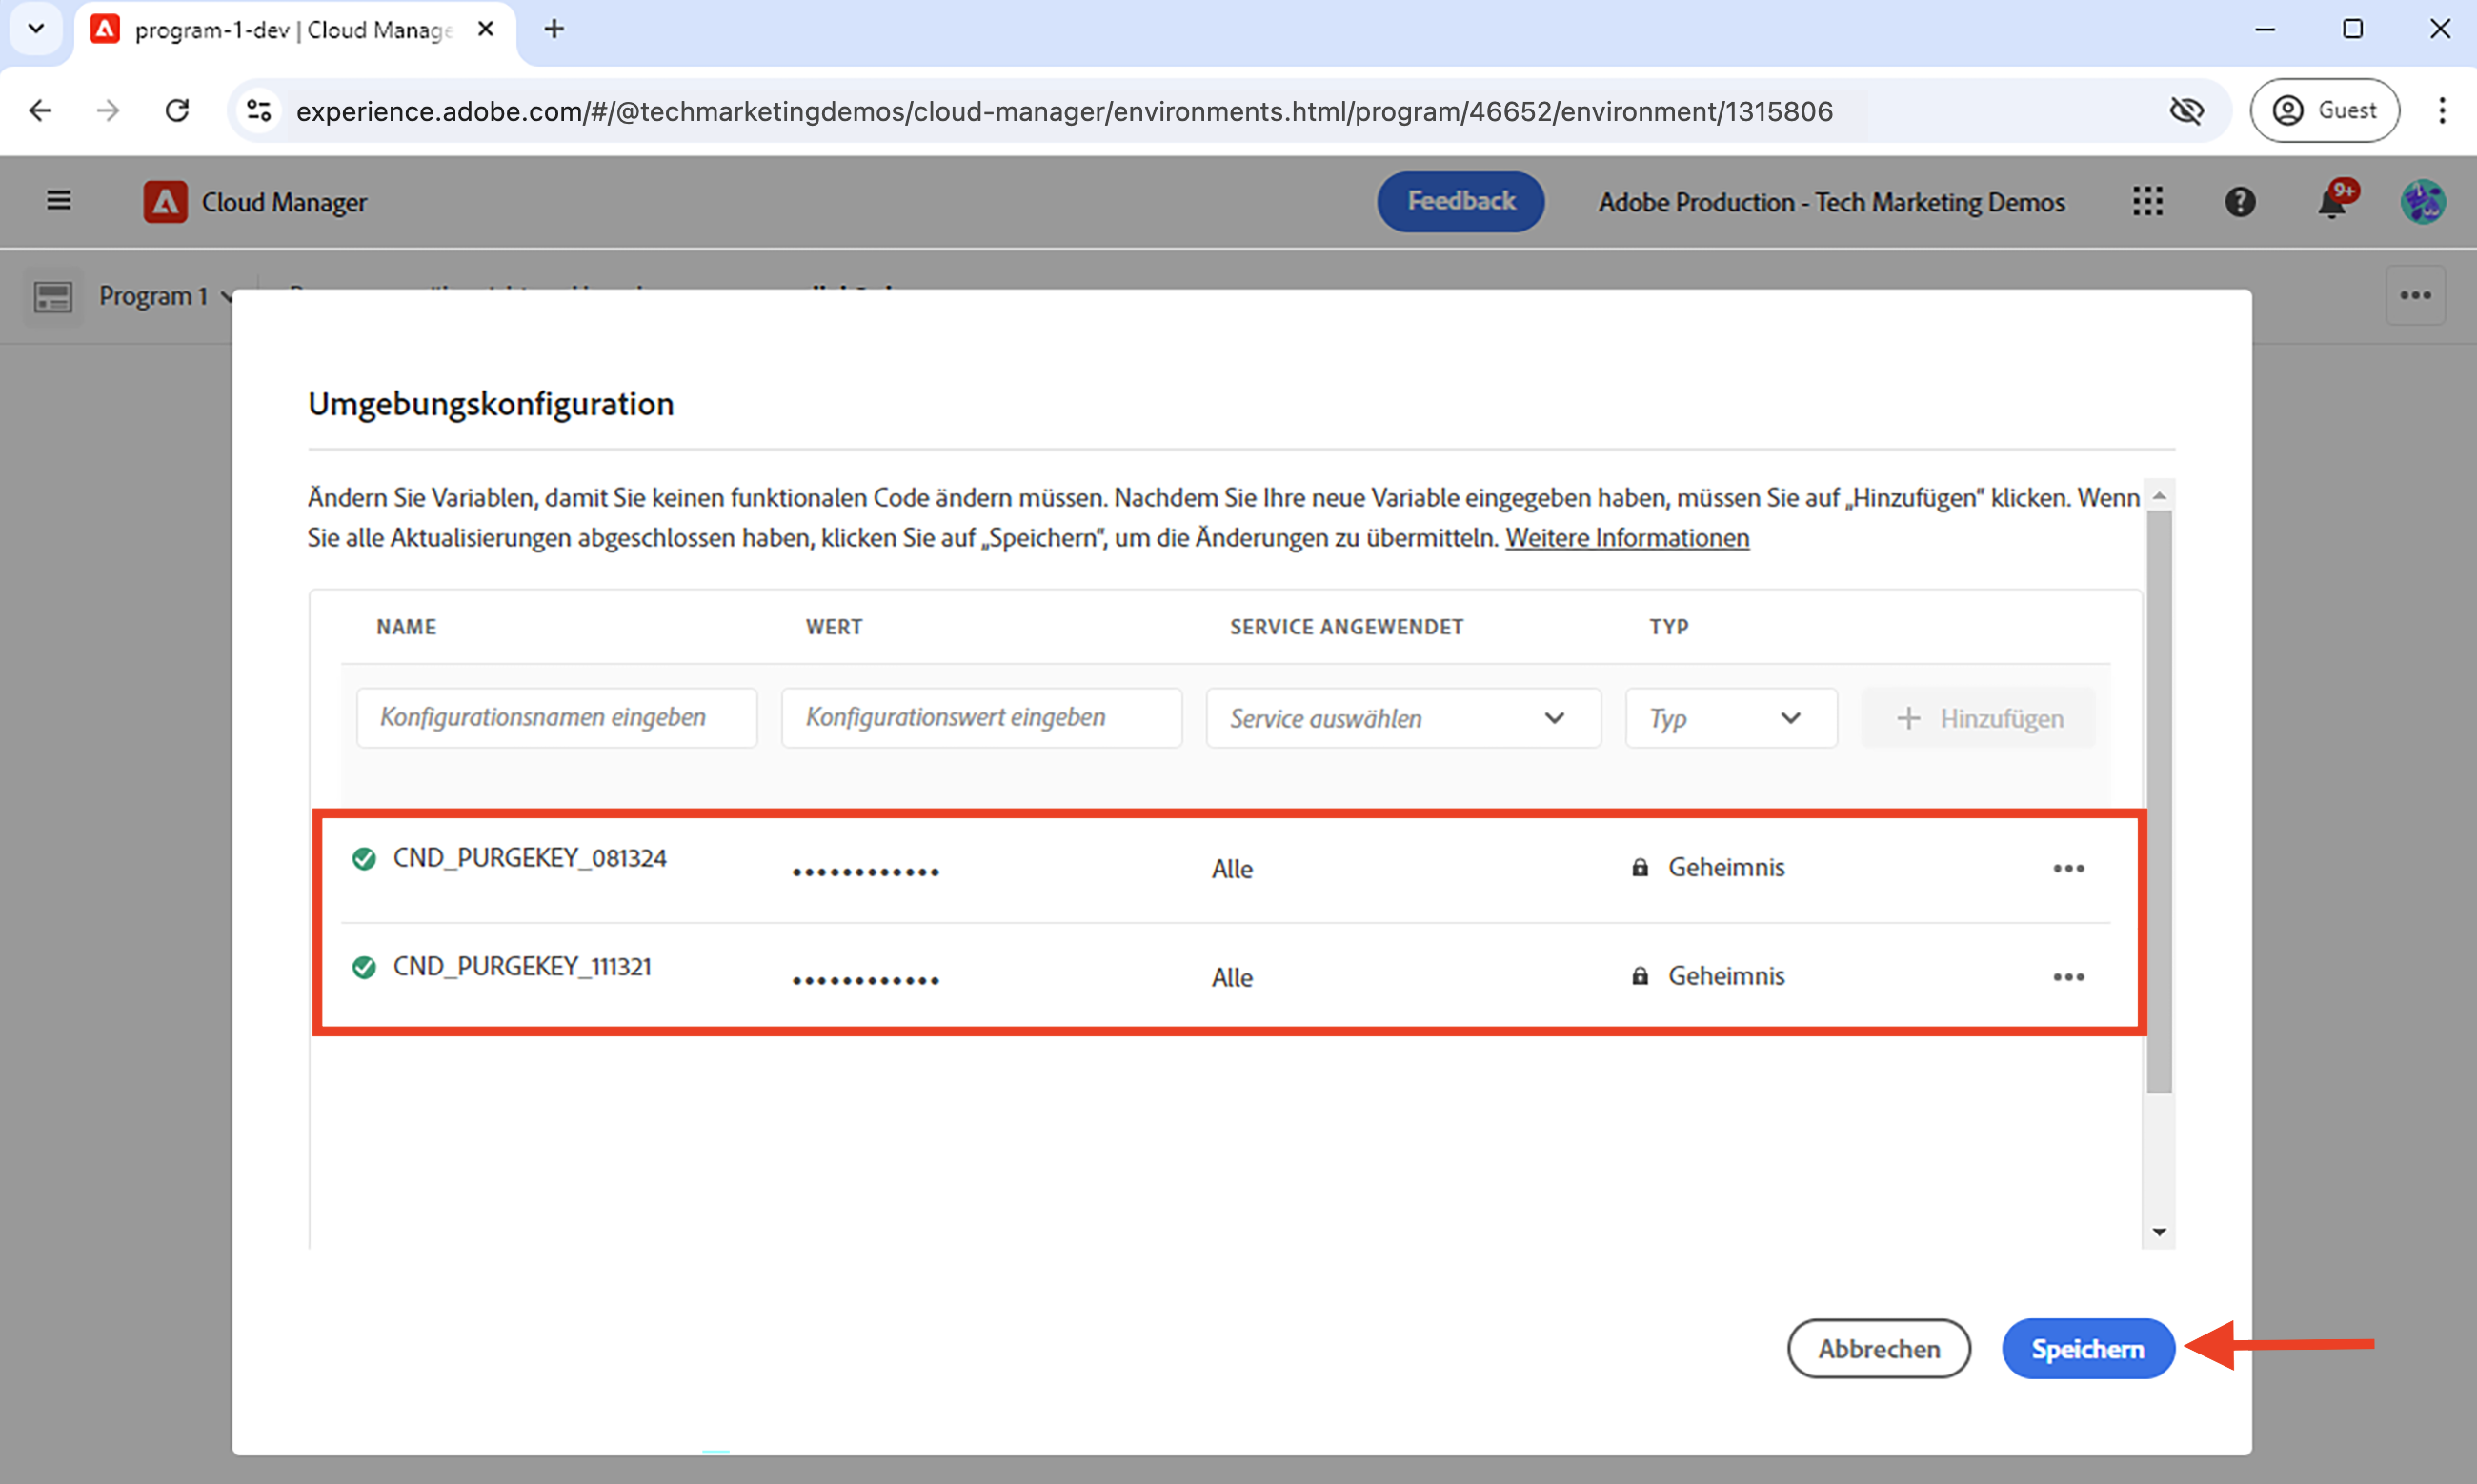 program-1-dev | Cloud Manage
experience.adobe.com/#/@techmarketingdemos/cloud-manager/environments.html/program/46652/environment/1315806
Guest
Cloud Manager
Feedback
Adobe Production - Tech Marketing Demos
9+
Program 1
Umgebungskonfiguration
Ändern Sie Variablen, damit Sie keinen funktionalen Code ändern müssen. Nachdem Sie Ihre neue Variable eingegeben haben, müssen Sie auf „Hinzufügen“ klicken. Wenn
Sie alle Aktualisierungen abgeschlossen haben, klicken Sie auf „Speichern“, um die Änderungen zu übermitteln. Weitere Informationen
NAME WERT SERVICE ANGEWENDET TYP
Konfigurationsnamen eingeben Konfigurationswert eingeben Service auswählen Typ + Hinzufügen
CND_PURGEKEY_081324 •••••••••••• Alle Geheimnis
CND_PURGEKEY_111321 •••••••••••• Alle Geheimnis
Abbrechen Speichern